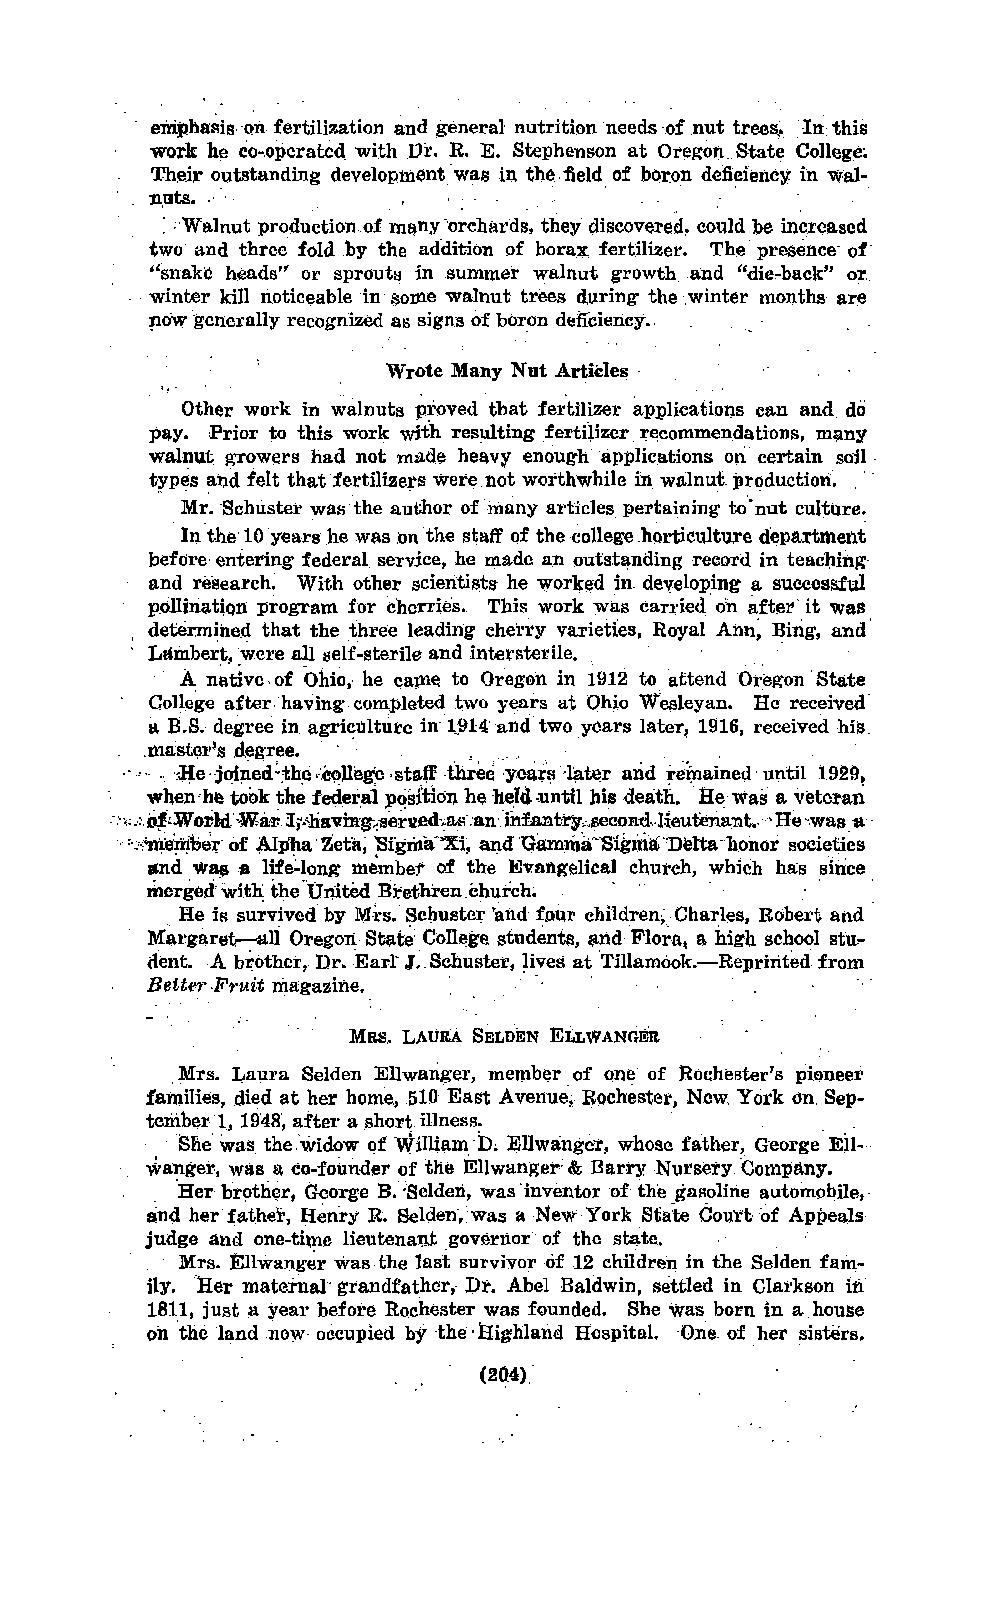 emphasis on fertilization and general nutrition needs of nut trees. In this
work he co-operated with Dr. R. E. Stephenson at Oregon State College.
Their outstanding development was in the field of boron deficiency in wal-
nuts.
Walnut production of many orchards, they discovered, could be increased
two and three fold by the addition of borax fertilizer. The presence of
"snake heads" or sprouts in summer walnut growth and "die-back" or
winter kill noticeable in some walnut trees during the winter months are
now generally recognized as signs of boron deficiency.
Wrote Many Nut Articles
Other work in walnuts proved that fertilizer applications can and do
pay. Prior to this work with resulting fertilizer recommendations, many
walnut growers had not made heavy enough applications on certain soil
types and felt that fertilizers were not worthwhile in walnut production.
Mr. Schuster was the author of many articles pertaining to nut culture.
In the 10 years he was on the staff of the college horticulture department
before entering federal service, he made an outstanding record in teaching
and research. With other scientists he worked in developing a successful
pollination program for cherries. This work was carried on after it was
determined that the three leading cherry varieties, Royal Ann, Bing, and
Lambert, were all self-sterile and intersterile.
A native of Ohio, he came to Oregon in 1912 to attend Oregon State
College after having completed two years at Ohio Wesleyan. He received
a B.S. degree in agriculture in 1914 and two years later, 1916, received his
master's degree.
He joined the college staff three years later and remained until 1929,
when he took the federal position he held until his death. He was a veteran
of World War I, having served as an infantry second lieutenant. He was a
member of Alpha Zeta, Sigma Xi, and Gamma Sigma Delta honor societies
and was a life-long member of the Evangelical church, which has since
merged with the United Brethren church.
He is survived by Mrs. Schuster and four children, Charles, Robert and
Margaret—all Oregon State College students, and Flora, a high school stu-
dent. A brother, Dr. Earl J. Schuster, lives at Tillamook.—Reprinted from
Better Fruit magazine.
MRS. LAURA SELDEN ELLWANGER
Mrs. Laura Selden Ellwanger, member of one of Rochester's pioneer
families, died at her home, 510 East Avenue, Rochester, New York on Sep-
tember 1, 1948, after a short illness.
She was the widow of William D. Ellwanger, whose father, George Ell-
wanger, was a co-founder of the Ellwanger & Barry Nursery Company.
Her brother, George B. Selden, was inventor of the gasoline automobile,
and her father, Henry R. Selden, was a New York State Court of Appeals
judge and one-time lieutenant governor of the state.
Mrs. Ellwanger was the last survivor of 12 children in the Selden fam-
ily. Her maternal grandfather, Dr. Abel Baldwin, settled in Clarkson in
1811, just a year before Rochester was founded. She was born in a house
on the land now occupied by the Highland Hospital. One of her sisters.
(204)